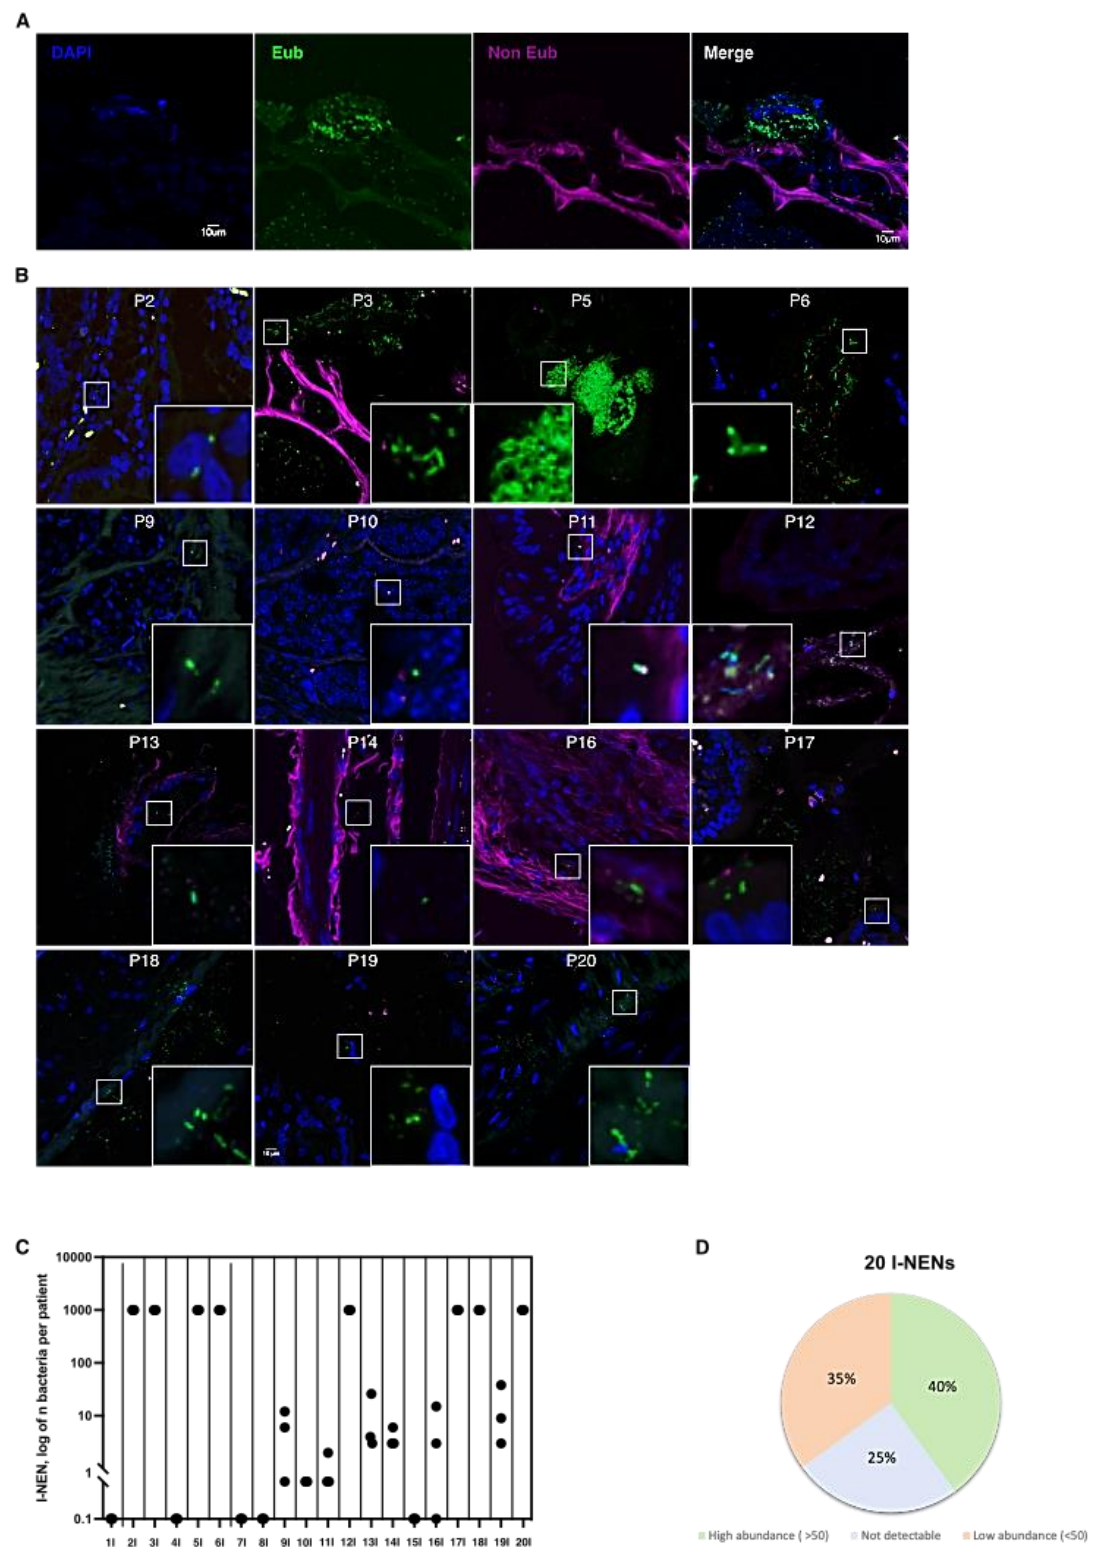 A
DAPI Eub Non Eub Merge
10um 10µm
B
P2 P3 P5 P6
P9 P10 P11 P12
P13 P14 P16 P17
P18 P19 P20
10 µm
C
I-NEN, log of n bacteria per patient
10000
1000
100
10
1
0.1
1I 2I 3I 4I 5I 6I 7I 8I 9I 10I 11I 12I 13I 14I 15I 16I 17I 18I 19I 20I
D
20 I-NENs
35% 40%
25%
High abundance ( >50) Not detectable Low abundance (<50)